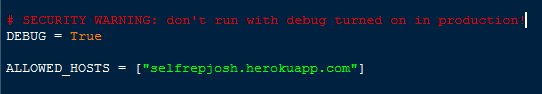 # SECURITY WARNING: don't run with debug turned on in production!
DEBUG = True
ALLOWED_HOSTS = ["selfrepjosh.herokuapp.com"]